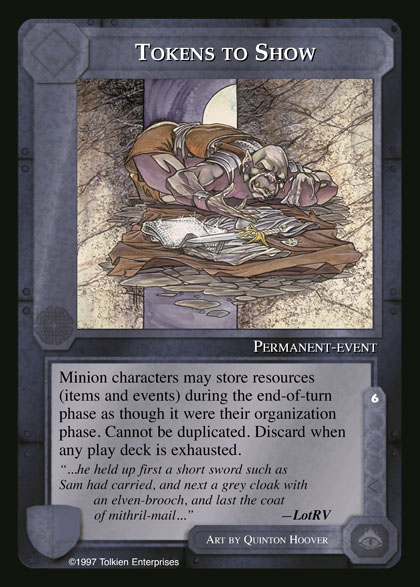 Tokens to Show
Permanent-event
Minion characters may store resources
(items and events) during the end-of-turn
phase as though it were their organization
phase. Cannot be duplicated. Discard when
any play deck is exhausted.
6
“...he held up first a short sword such as
Sam had carried, and next a grey cloak with
an elven-brooch, and last the coat
of mithril-mail...” —LotRV
Art by Quinton Hoover
©1997 Tolkien Enterprises